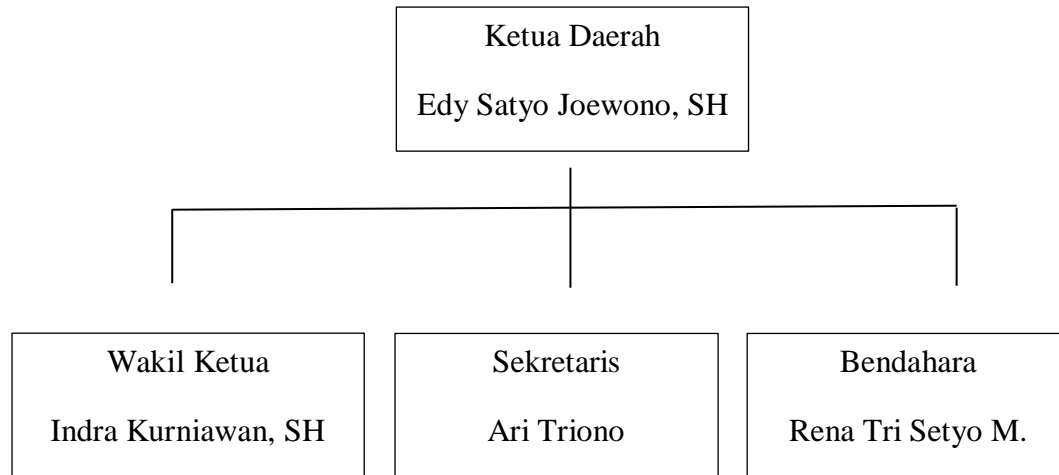 Ketua Daerah
Edy Satyo Joewono, SH
Wakil Ketua
Indra Kurniawan, SH
Sekretaris
Ari Triono
Bendahara
Rena Tri Setyo M.